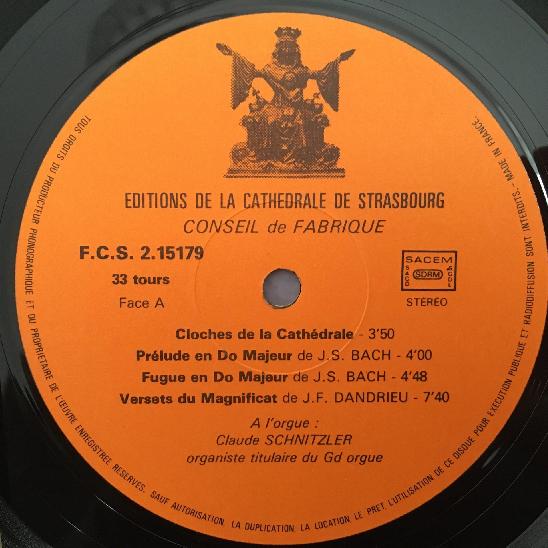 EDITIONS DE LA CATHEDRALE DE STRASBOURG
CONSEIL de FABRIQUE
F.C.S. 2.15179
33 tours
Face A
SACEM
SACD SDRM SGDL
STÉRÉO
Cloches de la Cathédrale - 3'50
Prélude en Do Majeur de J.S. BACH - 4'00
Fugue en Do Majeur de J.S. BACH - 4'48
Versets du Magnificat de J.F. DANDRIEU - 7'40
A l'orgue :
Claude SCHNITZLER
organiste titulaire du Gd orgue
TOUS DROITS DU PRODUCTEUR PHONOGRAPHIQUE ET DU PROPRIETAIRE DE L'ŒUVRE ENREGISTREE RESERVES. SAUF AUTORISATION, LA DUPLICATION, LA LOCATION, LE PRET, L'UTILISATION DE CE DISQUE POUR EXECUTION PUBLIQUE ET RADIODIFFUSION SONT INTERDITS. - MADE IN FRANCE.